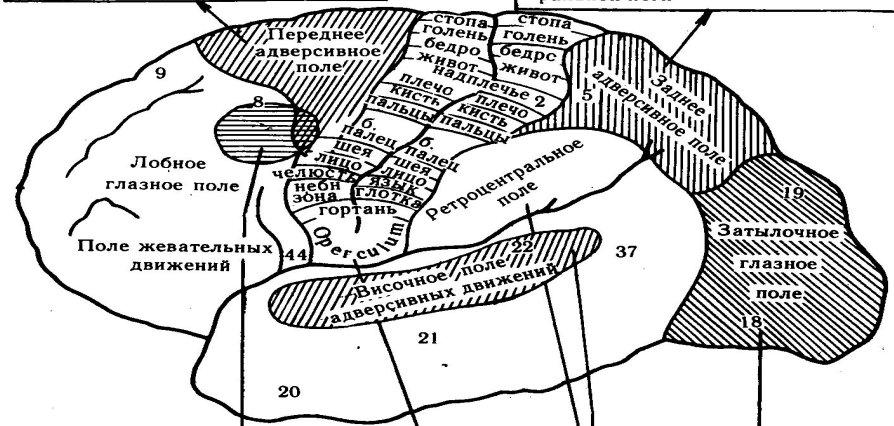 стопа
голень
бедро
живот
надплечье 2
плечо
кисть
пальцы
б.
палец
шея
лицо
челюсть
небн
зона
гортань
Operculum
стопа
голень
бедрс
живот
плечо
кисть
пальцы
б.
палец
шея
лицо
язык
глотка
Переднее
адверсивное
поле
9
8
Лобное
глазное поле
Поле жевательных
движений
44
Заднее
адверсивное
поле
5
Ретроцентральное
поле
19
Затылочное
глазное
поле
18
22
Височное поле
адверсивных движений
37
21
20